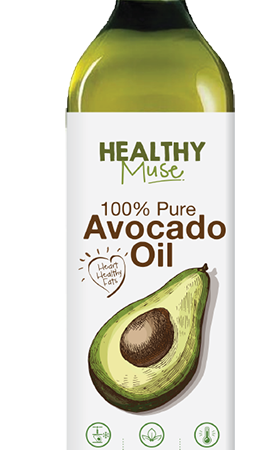 HEALTHY
Muse.
100% Pure
Avocado
Oil
Heart
Healthy
Fats